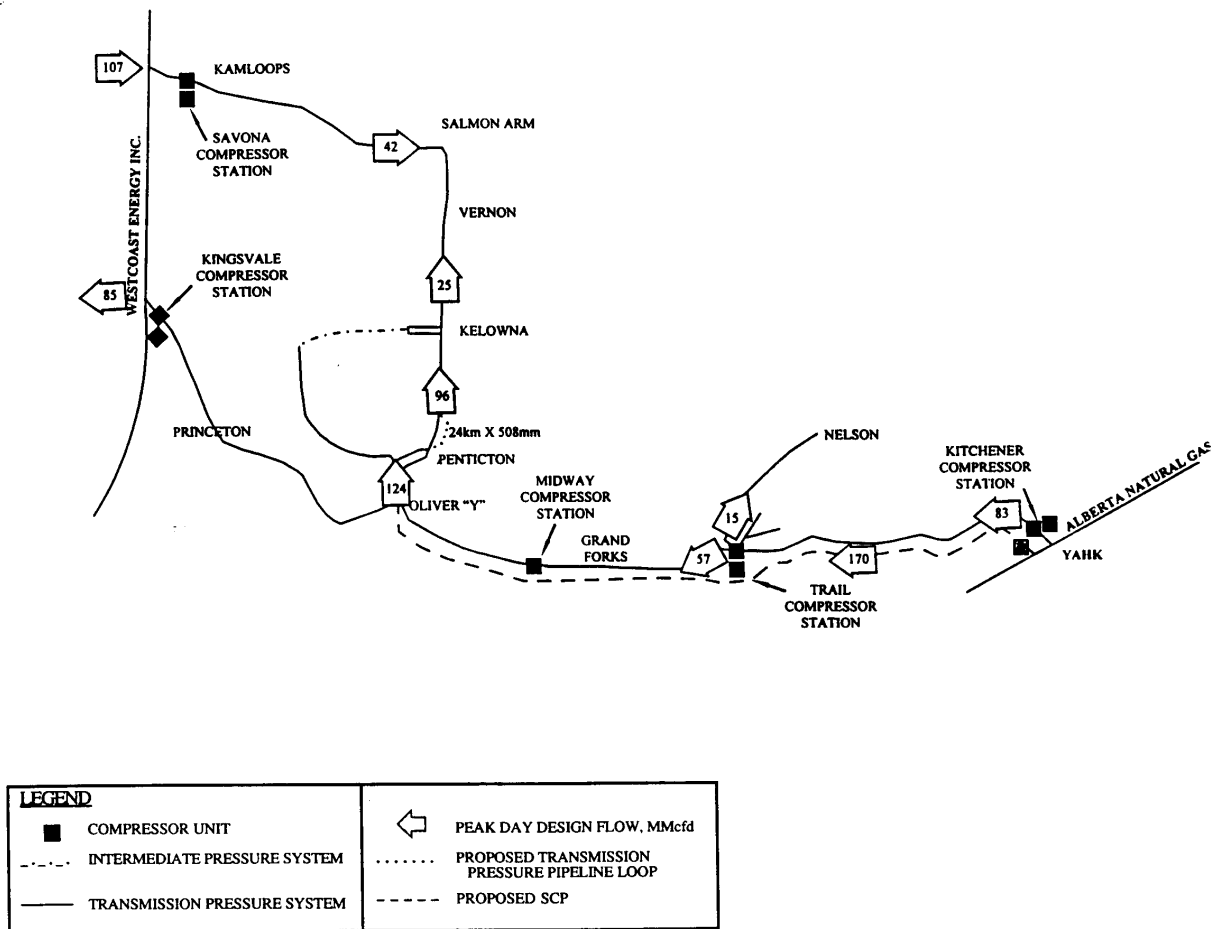 107
KAMLOOPS
SAVONA
COMPRESSOR
STATION
42
SALMON ARM
WESTCOAST ENERGY INC.
VERNON
KINGSVALE
COMPRESSOR
STATION
85
25
KELOWNA
96
24km X 508mm
PRINCETON
PENTICTON
124
OLIVER "Y"
MIDWAY
COMPRESSOR
STATION
GRAND
FORKS
NELSON
15
57
KITCHENER
COMPRESSOR
STATION
83
ALBERTA NATURAL GAS
YAHK
170
TRAIL
COMPRESSOR
STATION
LEGEND
COMPRESSOR UNIT
INTERMEDIATE PRESSURE SYSTEM
TRANSMISSION PRESSURE SYSTEM
PEAK DAY DESIGN FLOW, MMcfd
PROPOSED TRANSMISSION
PRESSURE PIPELINE LOOP
PROPOSED SCP